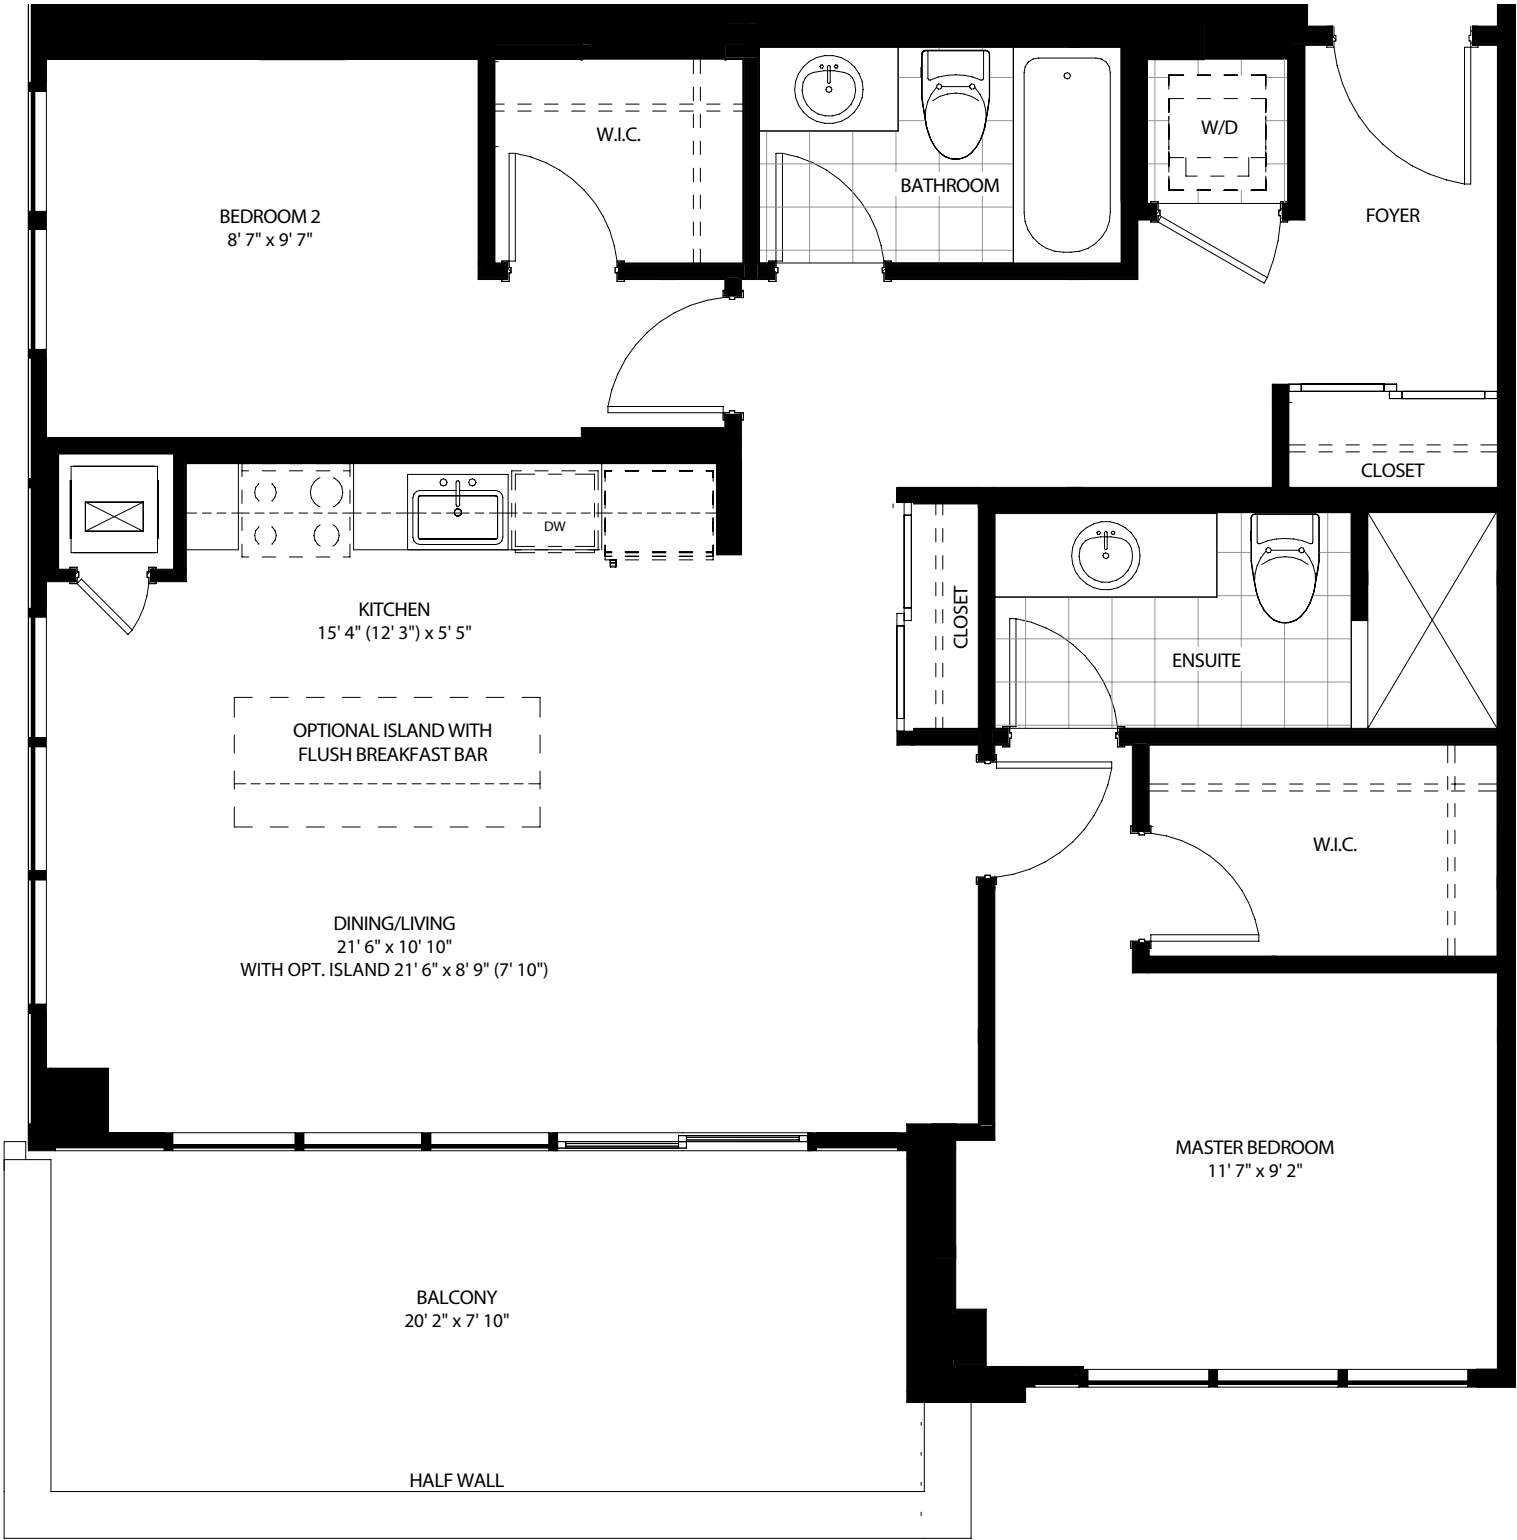 W.I.C.
W/D
BATHROOM
BEDROOM 2
8' 7" x 9' 7"
FOYER
CLOSET
DW
KITCHEN
15' 4" (12' 3") x 5' 5"
CLOSET
ENSUITE
OPTIONAL ISLAND WITH
FLUSH BREAKFAST BAR
W.I.C.
DINING/LIVING
21' 6" x 10' 10"
WITH OPT. ISLAND 21' 6" x 8' 9" (7' 10")
MASTER BEDROOM
11' 7" x 9' 2"
BALCONY
20' 2" x 7' 10"
HALF WALL